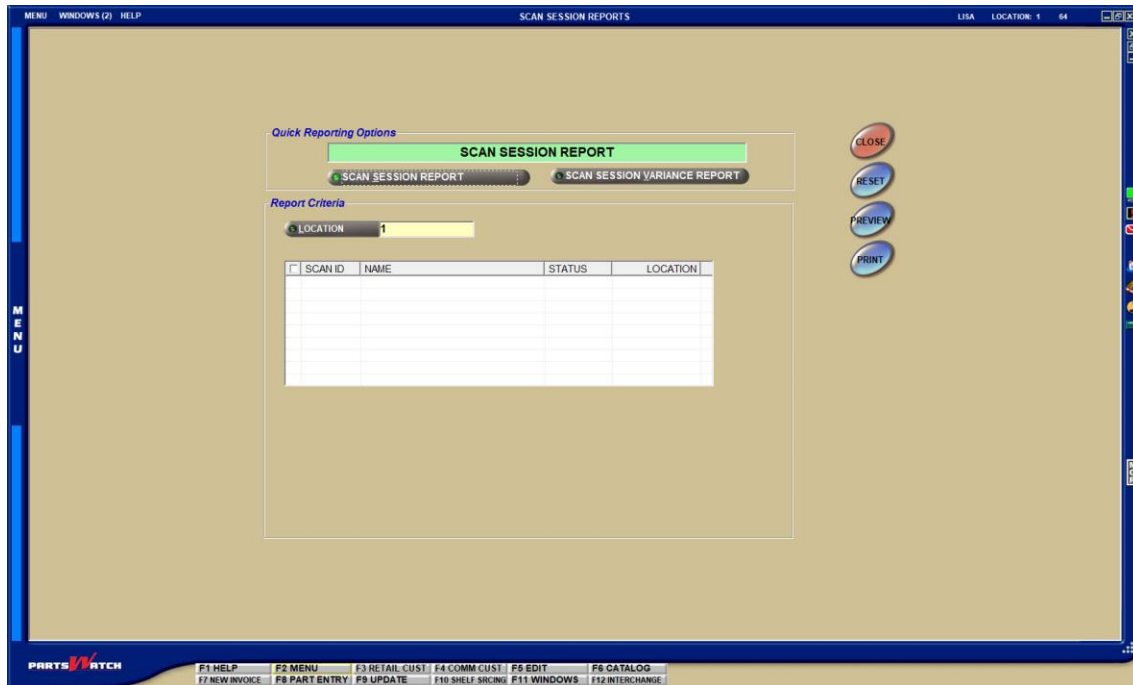 MENU WINDOWS (2) HELP SCAN SESSION REPORTS LISA LOCATION: 1 64
Quick Reporting Options
SCAN SESSION REPORT
SCAN SESSION REPORT SCAN SESSION VARIANCE REPORT
Report Criteria
LOCATION 1
SCAN ID NAME STATUS LOCATION
CLOSE
RESET
PREVIEW
PRINT
MENU
PARTSWATCH
F1 HELP F2 MENU F3 RETAIL CUST F4 COMM CUST F5 EDIT F6 CATALOG
F7 NEW INVOICE F8 PART ENTRY F9 UPDATE F10 SHELF SRCING F11 WINDOWS F12 INTERCHANGE